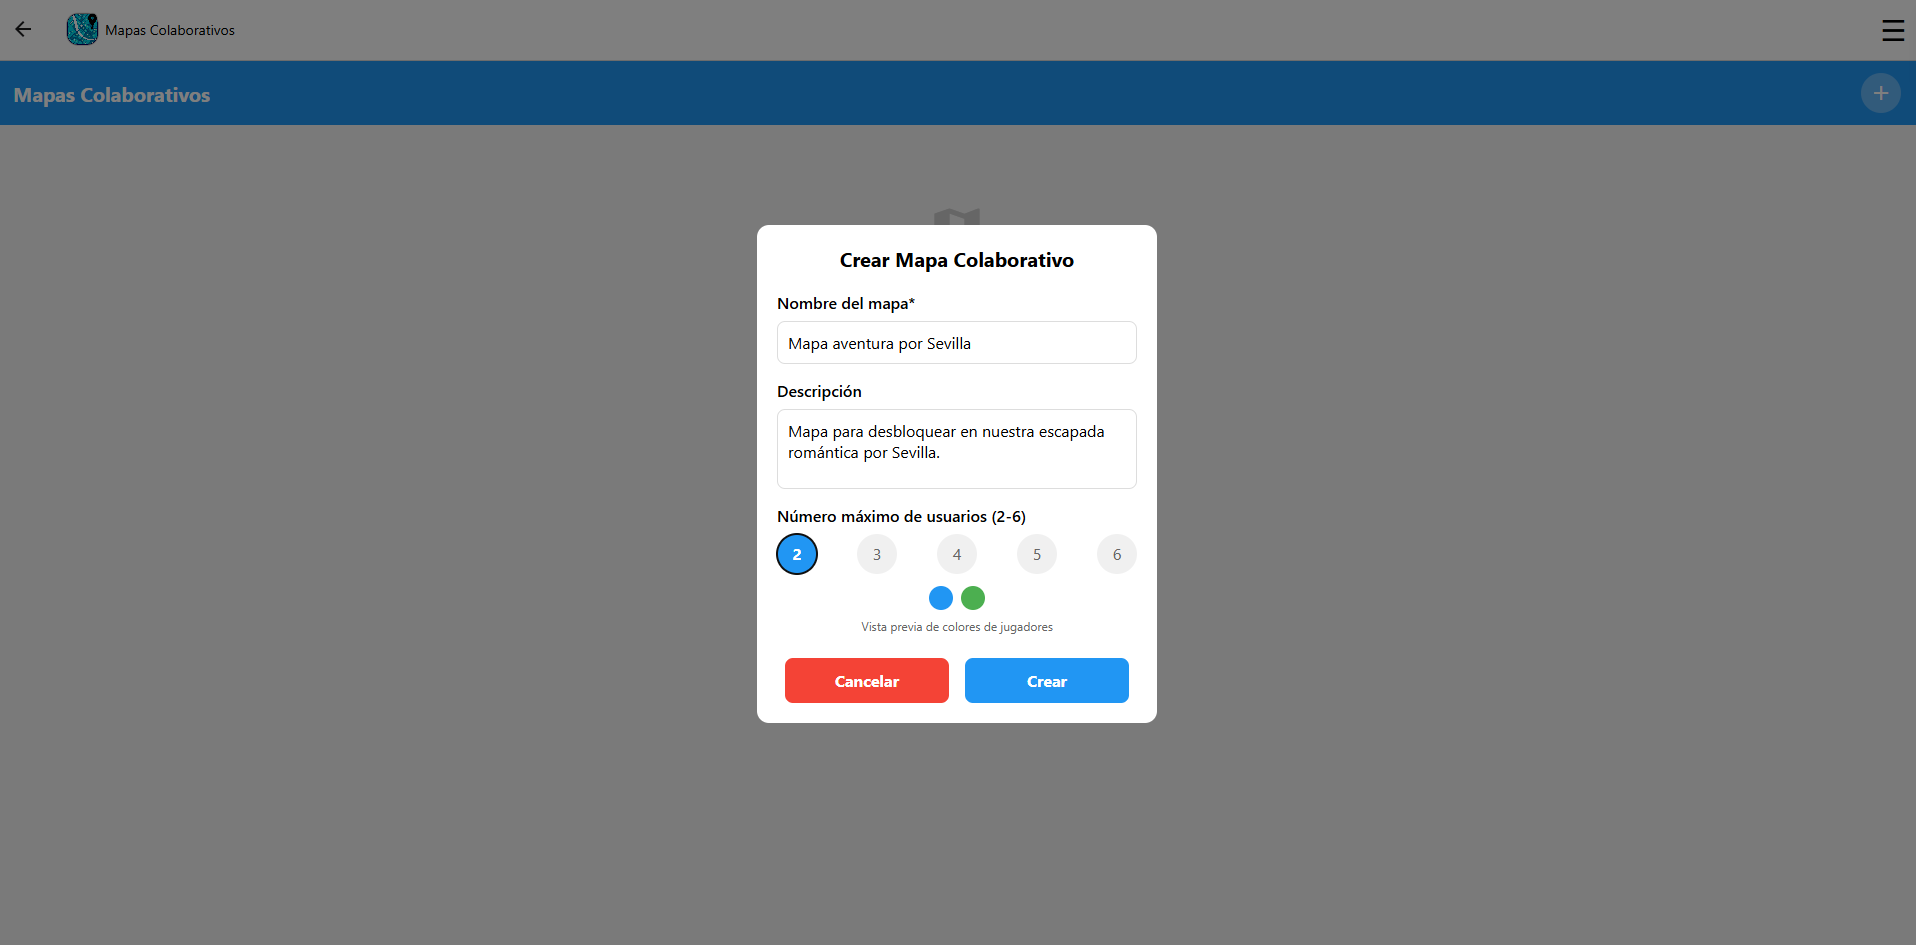 Mapas Colaborativos
Mapas Colaborativos
+
Crear Mapa Colaborativo
Nombre del mapa*
Mapa aventura por Sevilla
Descripción
Mapa para desbloquear en nuestra escapada
romántica por Sevilla.
Número máximo de usuarios (2-6)
2 3 4 5 6
Vista previa de colores de jugadores
Cancelar Crear